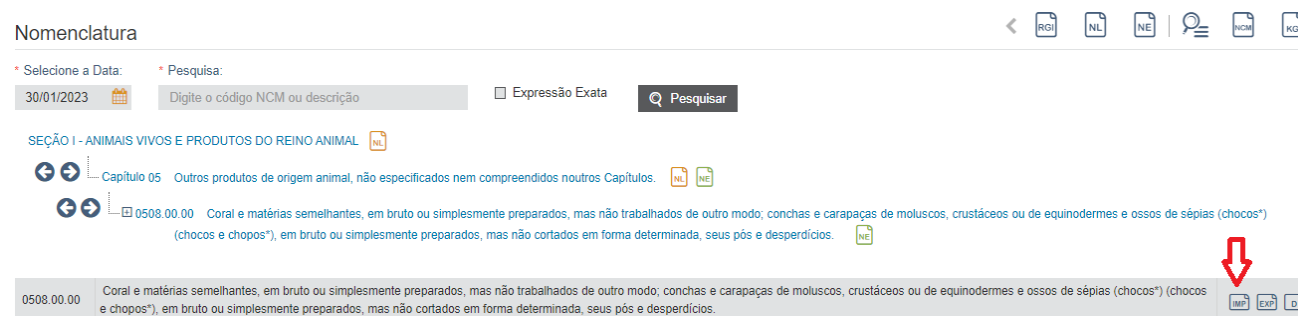 Nomenclatura
RGI NL NE NCM KG
* Selecione a Data: * Pesquisa:
30/01/2023 Digite o código NCM ou descrição Expressão Exata Pesquisar
SEÇÃO I - ANIMAIS VIVOS E PRODUTOS DO REINO ANIMAL NL
Capítulo 05 Outros produtos de origem animal, não especificados nem compreendidos noutros Capítulos. NL NE
0508.00.00 Coral e matérias semelhantes, em bruto ou simplesmente preparados, mas não trabalhados de outro modo; conchas e carapaças de moluscos, crustáceos ou de equinodermes e ossos de sépias (chocos*)
(chocos e chopos*), em bruto ou simplesmente preparados, mas não cortados em forma determinada, seus pós e desperdícios. NE
0508.00.00 Coral e matérias semelhantes, em bruto ou simplesmente preparados, mas não trabalhados de outro modo; conchas e carapaças de moluscos, crustáceos ou de equinodermes e ossos de sépias (chocos*) (chocos
e chopos*), em bruto ou simplesmente preparados, mas não cortados em forma determinada, seus pós e desperdícios. IMP EXP D